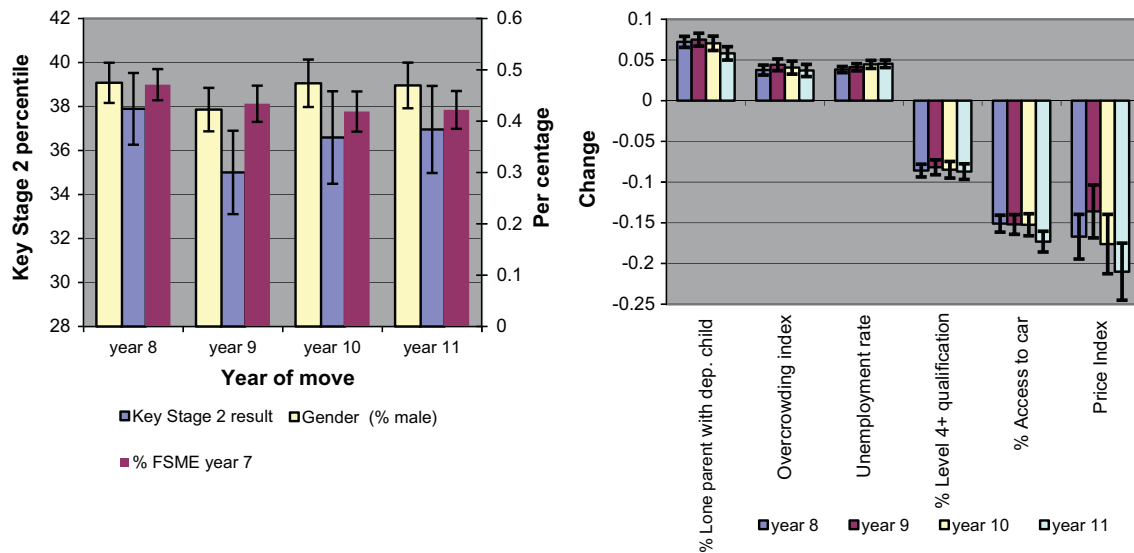 42
40
38
36
34
32
30
28
Key Stage 2 percentile
0.6
0.5
0.4
0.3
0.2
0.1
0
Per centage
year 8 year 9 year 10 year 11
Year of move
Key Stage 2 result Gender (% male)
% FSME year 7
0.1
0.05
0
-0.05
-0.1
-0.15
-0.2
-0.25
Change
% Lone parent with dep. child
Overcrowding index
Unemployment rate
% Level 4+ qualification
% Access to car
Price Index
year 8 year 9 year 10 year 11